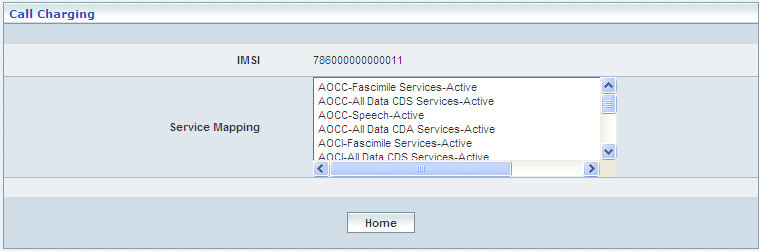 Call Charging
IMSI 786000000000011
Service Mapping
AOCC-Fascimile Services-Active
AOCC-All Data CDS Services-Active
AOCC-Speech-Active
AOCC-All Data CDA Services-Active
AOCI-Fascimile Services-Active
AOCI-All Data CDS Services-Active
Home